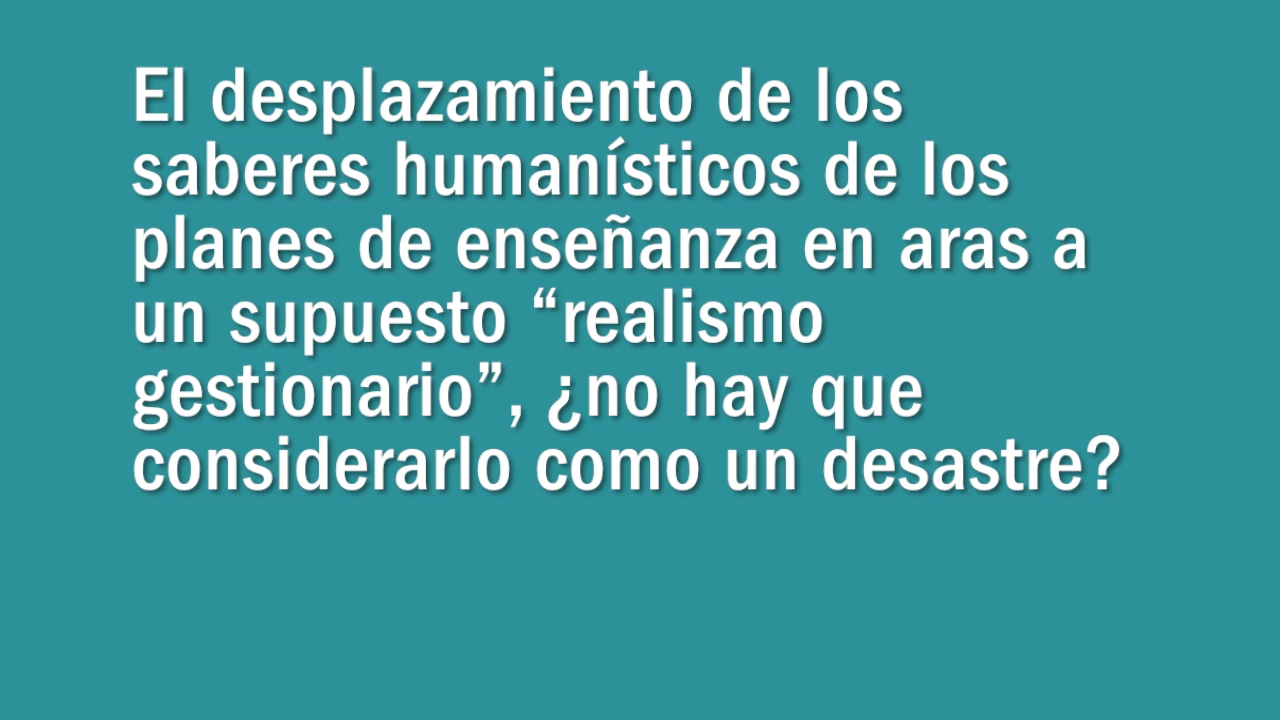 El desplazamiento de los
saberes humanísticos de los
planes de enseñanza en aras a
un supuesto “realismo
gestionario”, ¿no hay que
considerarlo como un desastre?